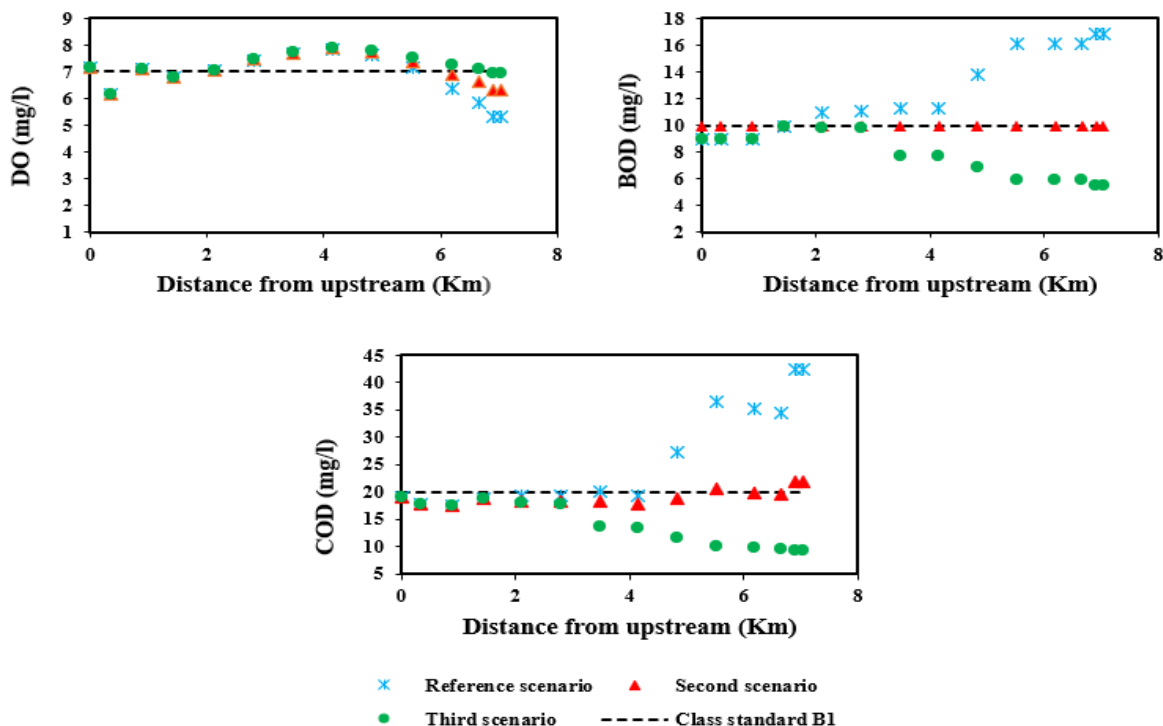 DO (mg/l)
9
8
7
6
5
4
3
2
1
0 2 4 6 8
Distance from upstream (Km)
BOD (mg/l)
18
16
14
12
10
8
6
4
2
0 2 4 6 8
Distance from upstream (Km)
COD (mg/l)
45
40
35
30
25
20
15
10
5
0 2 4 6 8
Distance from upstream (Km)
Reference scenario Second scenario
Third scenario Class standard B1